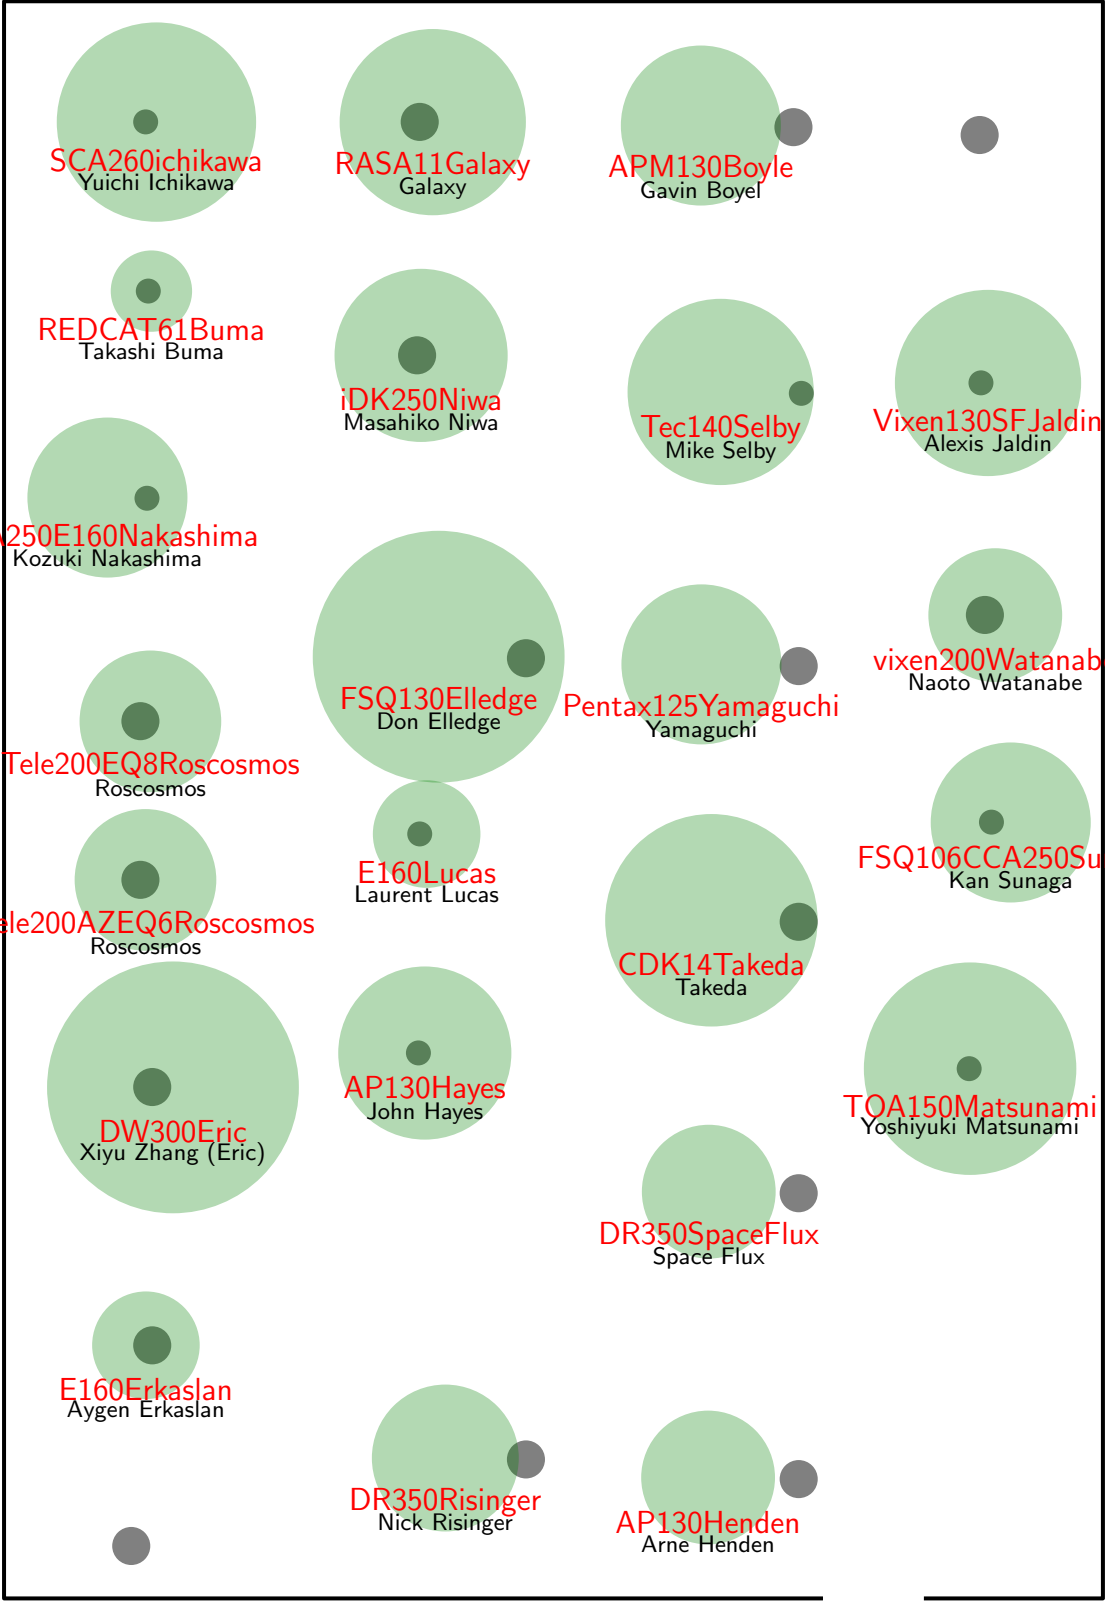 SCA260ichikawa
Yuichi Ichikawa
RASA11Galaxy
Galaxy
APM130Boyle
Gavin Boyel
REDCAT61Buma
Takashi Buma
iDK250Niwa
Masahiko Niwa
Tec140Selby
Mike Selby
Vixen130SFJaldin
Alexis Jaldin
250E160Nakashima
Kozuki Nakashima
FSQ130Elledge
Don Elledge
Pentax125Yamaguchi
Yamaguchi
vixen200Watanab
Naoto Watanabe
Tele200EQ8Roscosmos
Roscosmos
E160Lucas
Laurent Lucas
FSQ106CCA250Su
Kan Sunaga
ele200AZEQ6Roscosmos
Roscosmos
CDK14Takeda
Takeda
DW300Eric
Xiyu Zhang (Eric)
AP130Hayes
John Hayes
TOA150Matsunami
Yoshiyuki Matsunami
DR350SpaceFlux
Space Flux
E160Erkaslan
Aygen Erkaslan
DR350Risinger
Nick Risinger
AP130Henden
Arne Henden